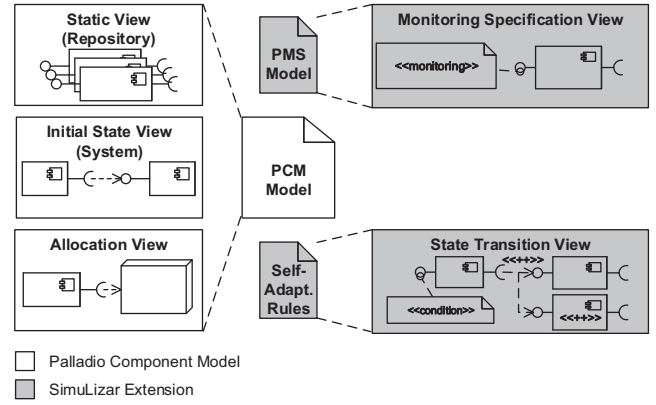 Static View
(Repository)
Initial State View
(System)
Allocation View
PCM
Model
PMS
Model
Monitoring Specification View
<<monitoring>>
Self-
Adapt.
Rules
State Transition View
<<++>>
<<condition>>
<<++>>
Palladio Component Model
SimuLizar Extension